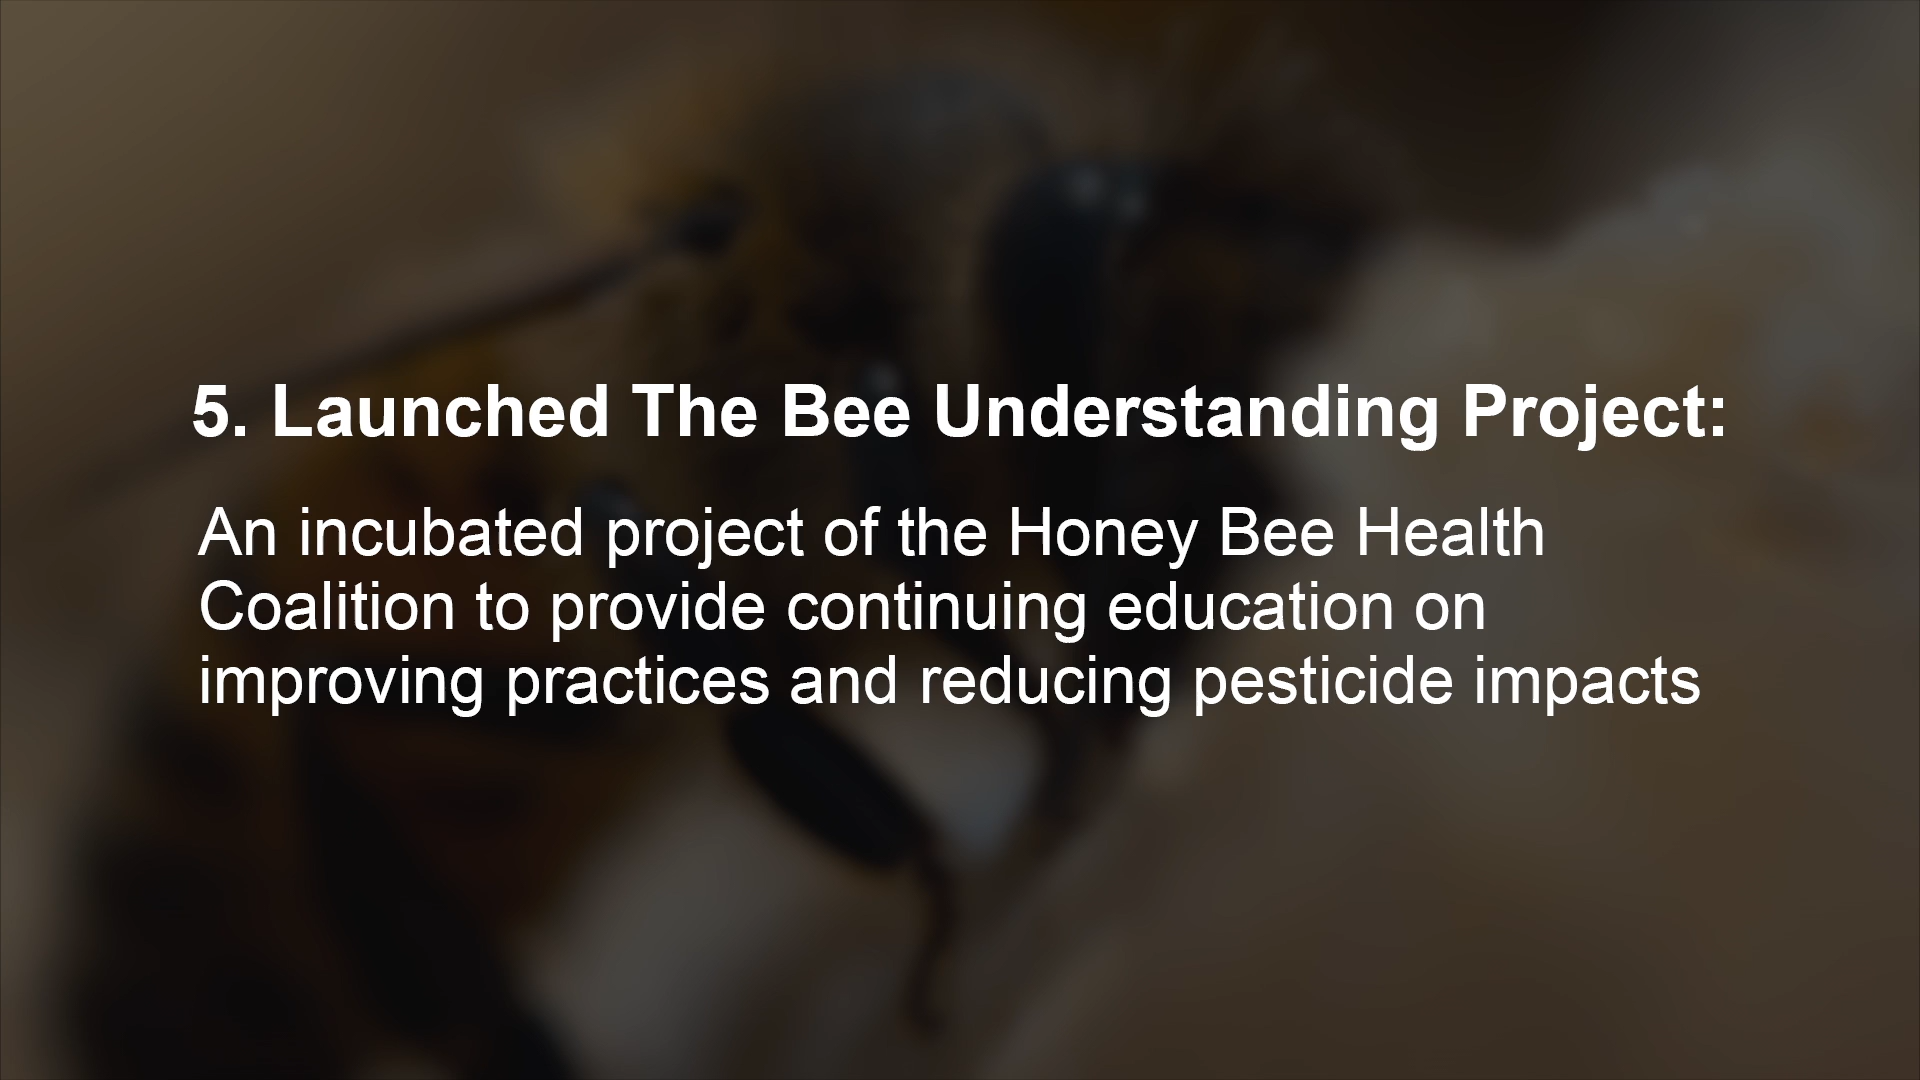 5. Launched The Bee Understanding Project:
An incubated project of the Honey Bee Health
Coalition to provide continuing education on
improving practices and reducing pesticide impacts